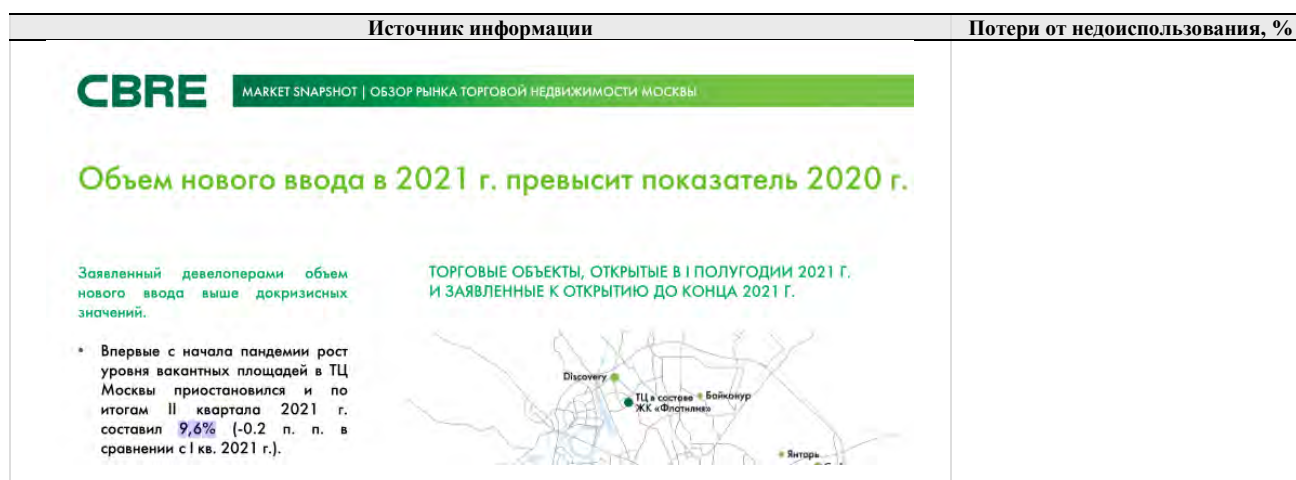 Источник информации
Потери от недоиспользования, %
CBRE
MARKET SNAPSHOT | ОБЗОР РЫНКА ТОРГОВОЙ НЕДВИЖИМОСТИ МОСКВЫ
Объем нового ввода в 2021 г. превысит показатель 2020 г.
Заявленный девелоперами объем
нового ввода выше докризисных
значений.
• Впервые с начала пандемии рост
уровня вакантных площадей в ТЦ
Москвы приостановился и по
итогам II квартала 2021 г.
составил 9,6% (-0.2 п. п. в
сравнении с I кв. 2021 г.).
ТОРГОВЫЕ ОБЪЕКТЫ, ОТКРЫТЫЕ В I ПОЛУГОДИИ 2021 Г.
И ЗАЯВЛЕННЫЕ К ОТКРЫТИЮ ДО КОНЦА 2021 Г.
Discovery
ТЦ в составе
ЖК «Флотилия»
Байконур
Янтарь